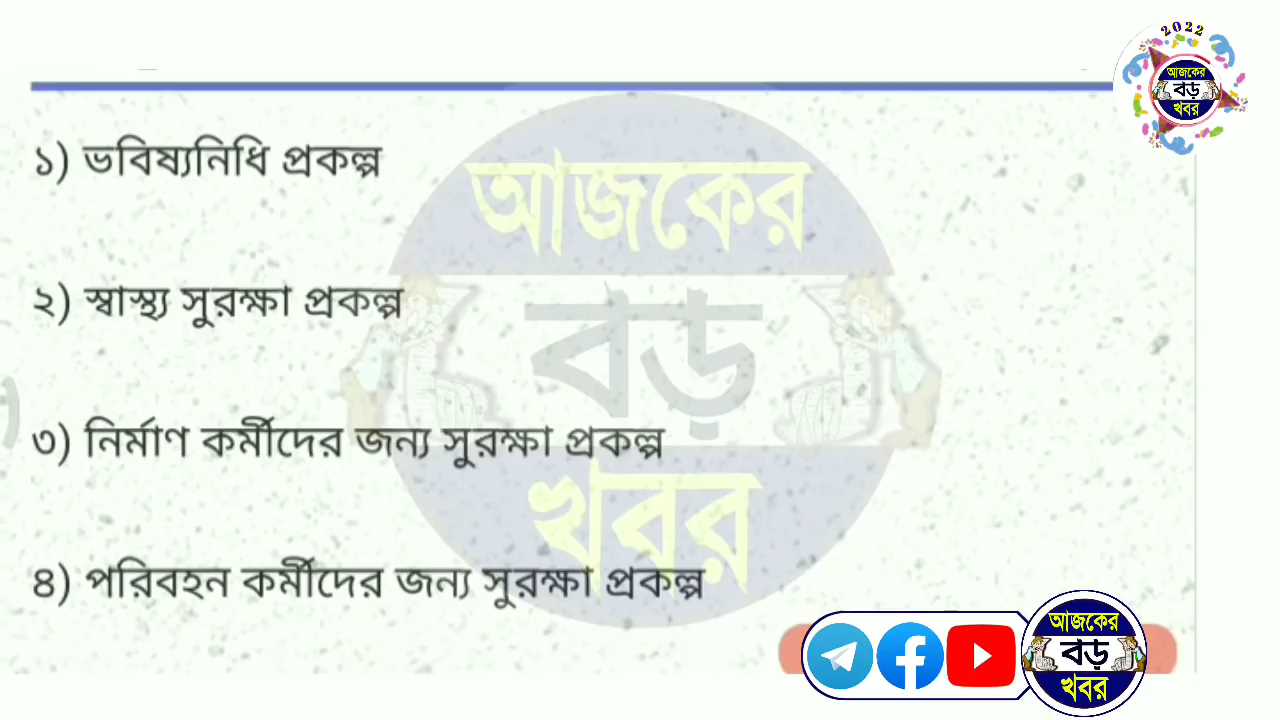 2022
আজকের
বড়
খবর
১) ভবিষ্যনিধি প্রকল্প
আজকের
২) স্বাস্থ্য সুরক্ষা প্রকল্প
বড়
৩) নির্মাণ কর্মীদের জন্য সুরক্ষা প্রকল্প
খবর
৪) পরিবহন কর্মীদের জন্য সুরক্ষা প্রকল্প
আজকের
বড়
খবর